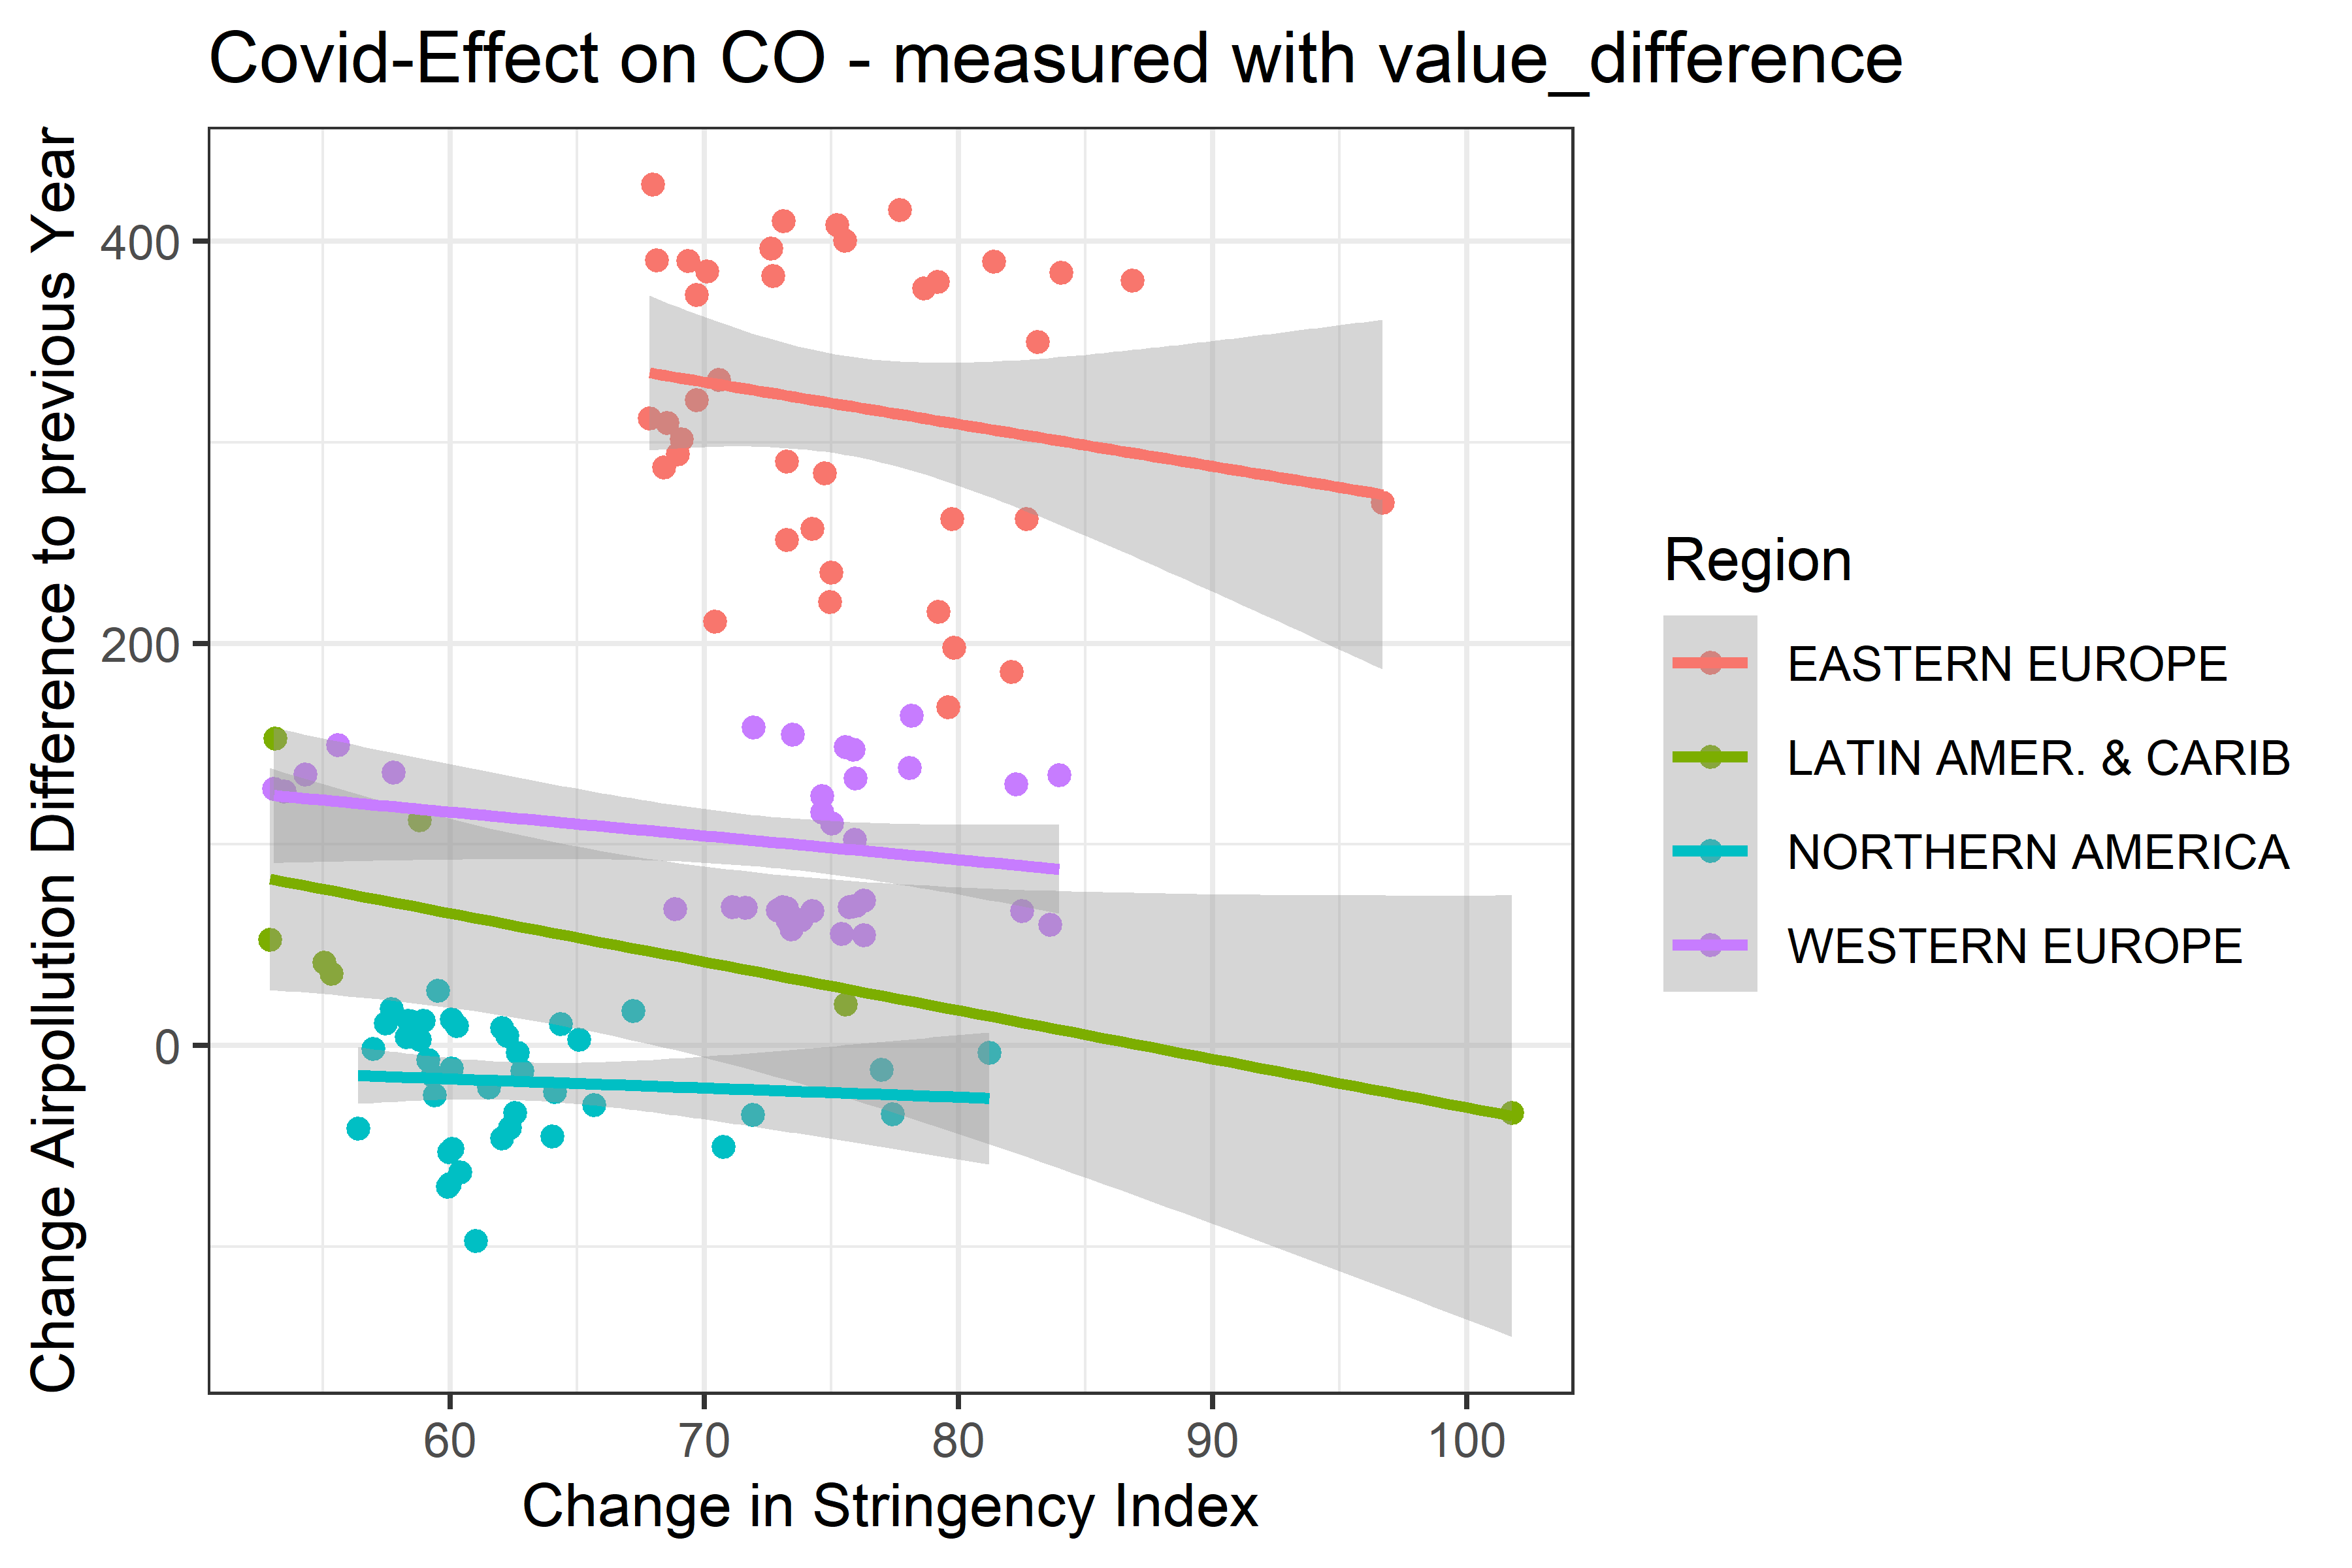 Covid-Effect on CO - measured with value_difference
Change Airpollution Difference to previous Year
400
200
0
60 70 80 90 100
Change in Stringency Index
Region
EASTERN EUROPE
LATIN AMER. & CARIB
NORTHERN AMERICA
WESTERN EUROPE